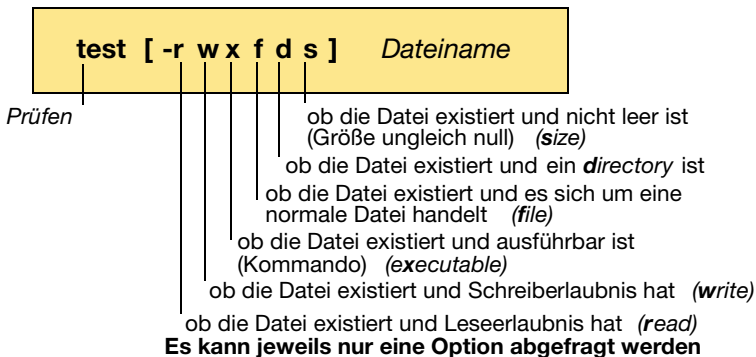 test [ -r w x f d s ] Dateiname
Prüfen
ob die Datei existiert und nicht leer ist
(Größe ungleich null) (size)
ob die Datei existiert und ein directory ist
ob die Datei existiert und es sich um eine
normale Datei handelt (file)
ob die Datei existiert und ausführbar ist
(Kommando) (executable)
ob die Datei existiert und Schreiberlaubnis hat (write)
ob die Datei existiert und Leseerlaubnis hat (read)
Es kann jeweils nur eine Option abgefragt werden